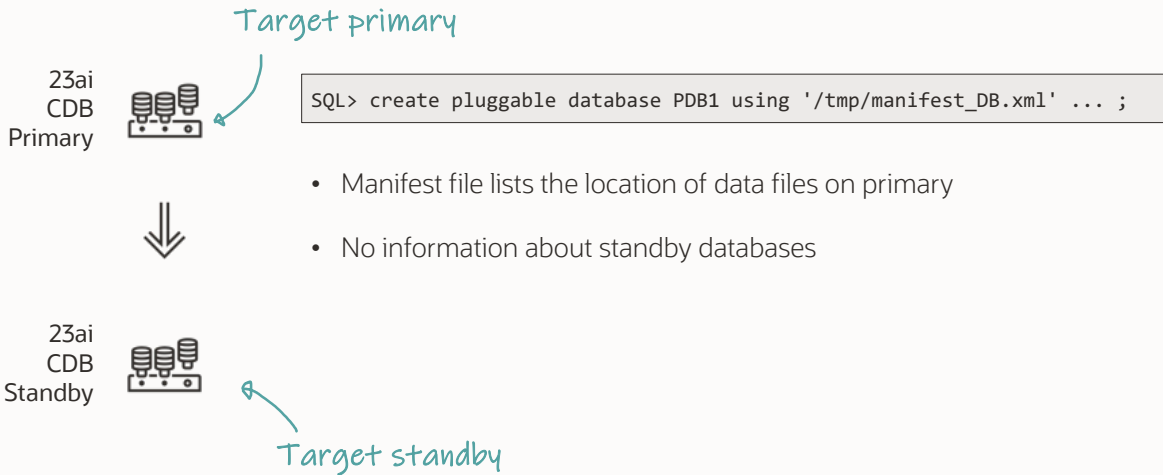 Target primary
23ai
CDB
Primary
SQL> create pluggable database PDB1 using '/tmp/manifest_DB.xml' ... ;
• Manifest file lists the location of data files on primary
• No information about standby databases
23ai
CDB
Standby
Target standby